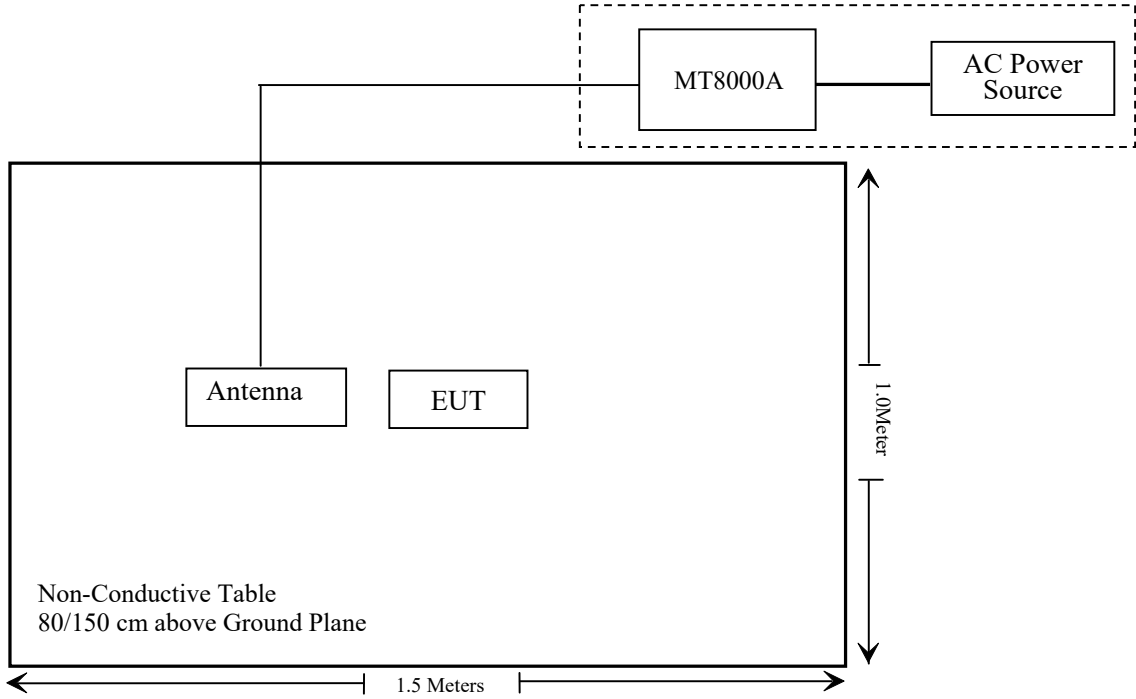 MT8000A
AC Power
Source
Antenna
EUT
1.0Meter
Non-Conductive Table
80/150 cm above Ground Plane
1.5 Meters